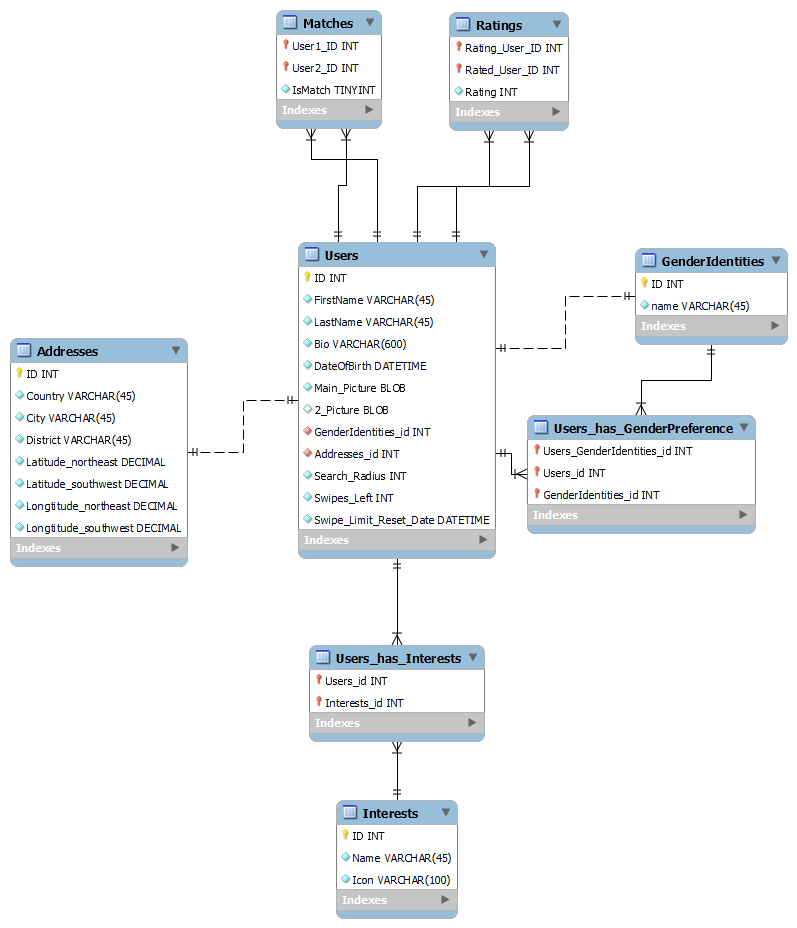 Matches
User1_ID INT
User2_ID INT
IsMatch TINYINT
Indexes
Ratings
Rating_User_ID INT
Rated_User_ID INT
Rating INT
Indexes
Users
ID INT
FirstName VARCHAR(45)
LastName VARCHAR(45)
Bio VARCHAR(600)
DateOfBirth DATETIME
Main_Picture BLOB
2_Picture BLOB
GenderIdentities_id INT
Addresses_id INT
Search_Radius INT
Swipes_Left INT
Swipe_Limit_Reset_Date DATETIME
Indexes
GenderIdentities
ID INT
name VARCHAR(45)
Indexes
Addresses
ID INT
Country VARCHAR(45)
City VARCHAR(45)
District VARCHAR(45)
Latitude_northeast DECIMAL
Latitude_southwest DECIMAL
Longtitude_northeast DECIMAL
Longtitude_southwest DECIMAL
Indexes
Users_has_GenderPreference
Users_GenderIdentities_id INT
Users_id INT
GenderIdentities_id INT
Indexes
Users_has_Interests
Users_id INT
Interests_id INT
Indexes
Interests
ID INT
Name VARCHAR(45)
Icon VARCHAR(100)
Indexes